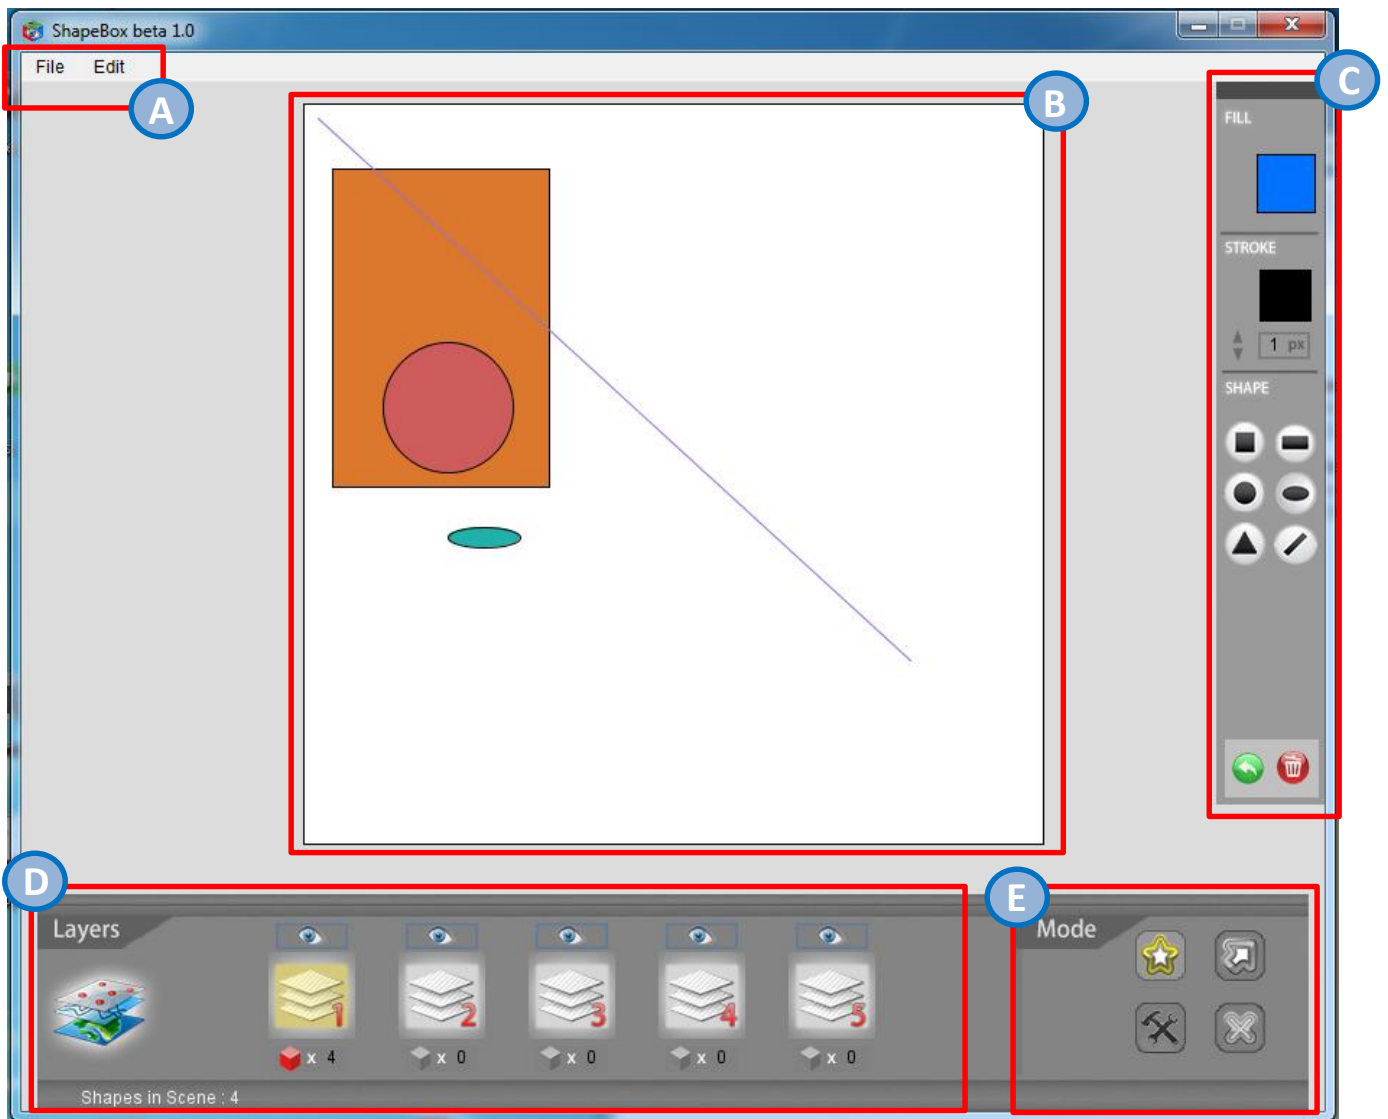 ShapeBox beta 1.0
File Edit
A
B
C
FILL
STROKE
1 px
SHAPE
D
E
Layers
Mode
1 2 3 4 5
x 4 x 0 x 0 x 0 x 0
Shapes in Scene : 4